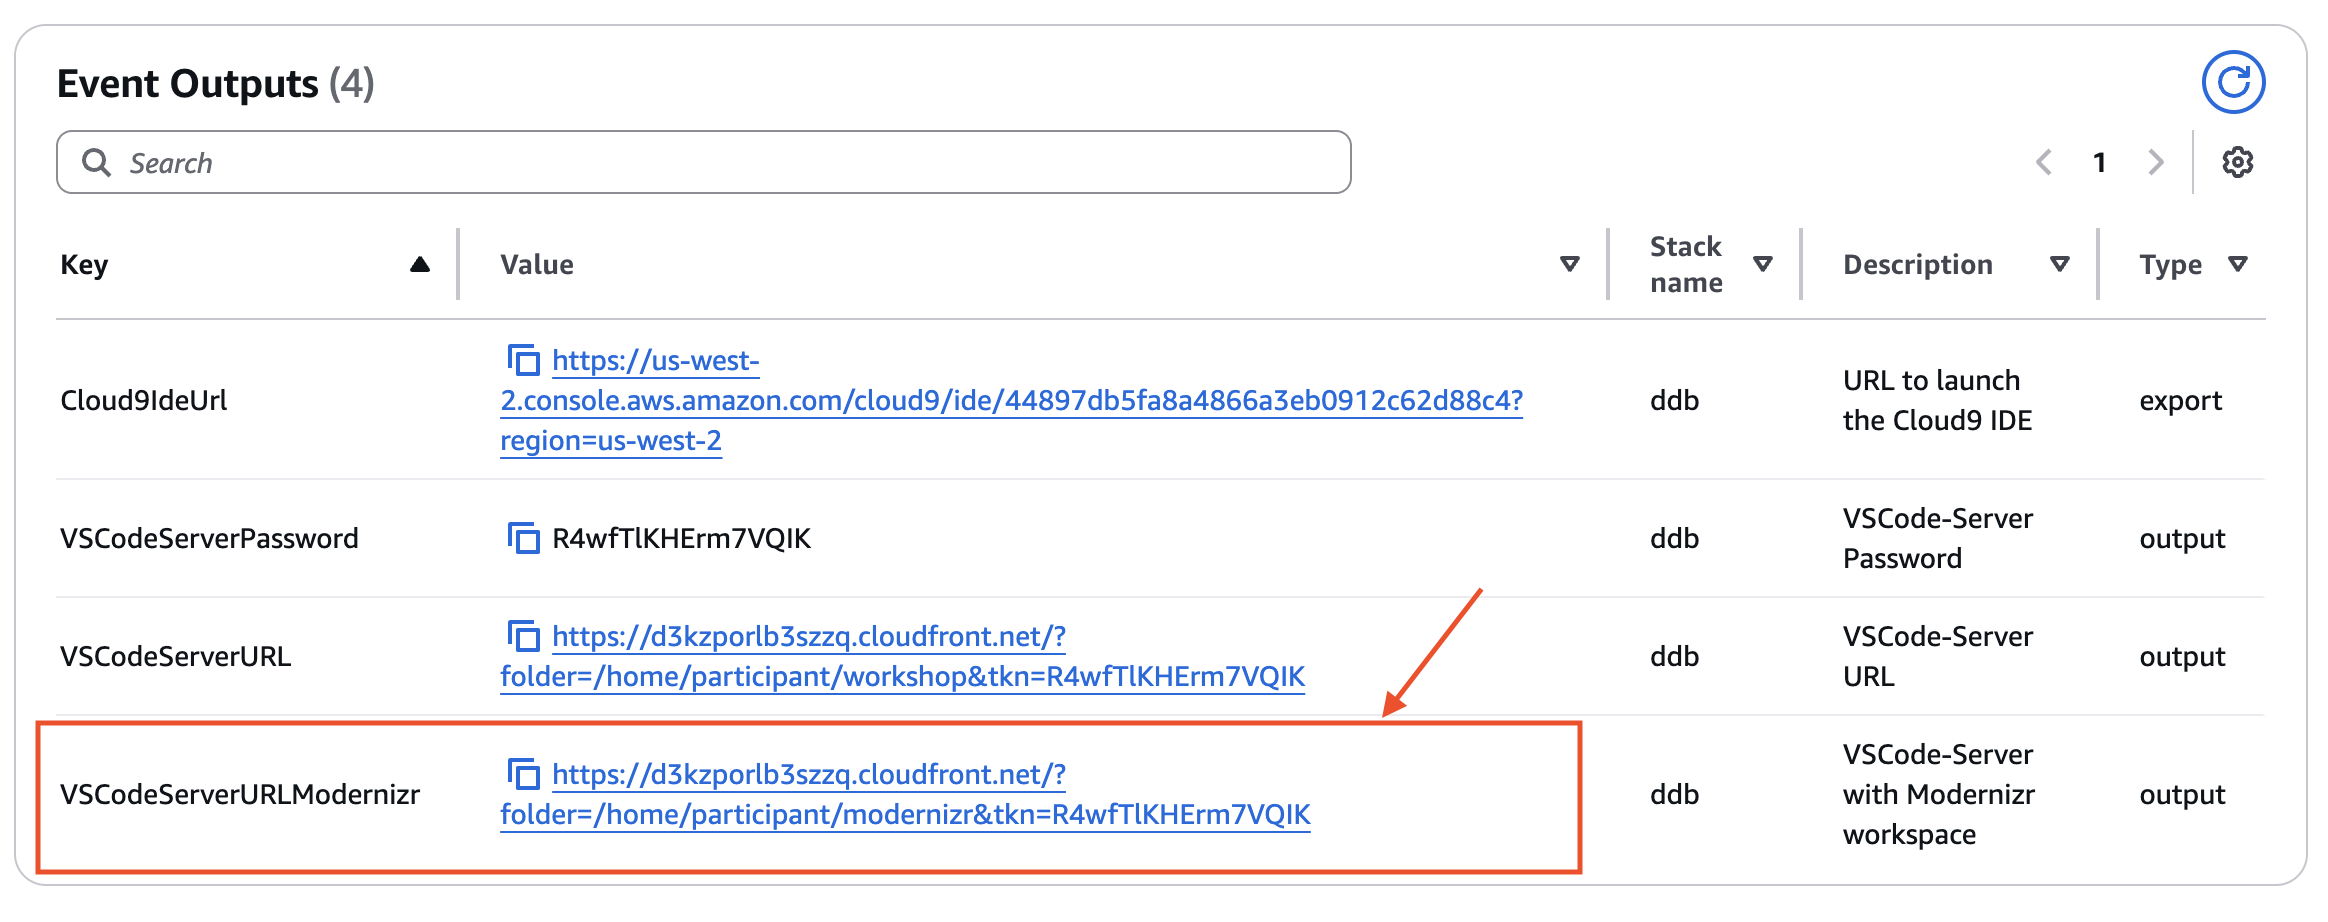 Event Outputs (4)
Search
1
Key
Value
Stack name
Description
Type
Cloud9IdeUrl
https://us-west-
2.console.aws.amazon.com/cloud9/ide/44897db5fa8a4866a3eb0912c62d88c4?
region=us-west-2
ddb
URL to launch
the Cloud9 IDE
export
VSCodeServerPassword
R4wfTlKHErm7VQIK
ddb
VSCode-Server
Password
output
VSCodeServerURL
https://d3kzporlb3szzq.cloudfront.net/?
folder=/home/participant/workshop&tkn=R4wfTlKHErm7VQIK
ddb
VSCode-Server
URL
output
VSCodeServerURLModernizr
https://d3kzporlb3szzq.cloudfront.net/?
folder=/home/participant/modernizr&tkn=R4wfTlKHErm7VQIK
ddb
VSCode-Server
with Modernizr
workspace
output